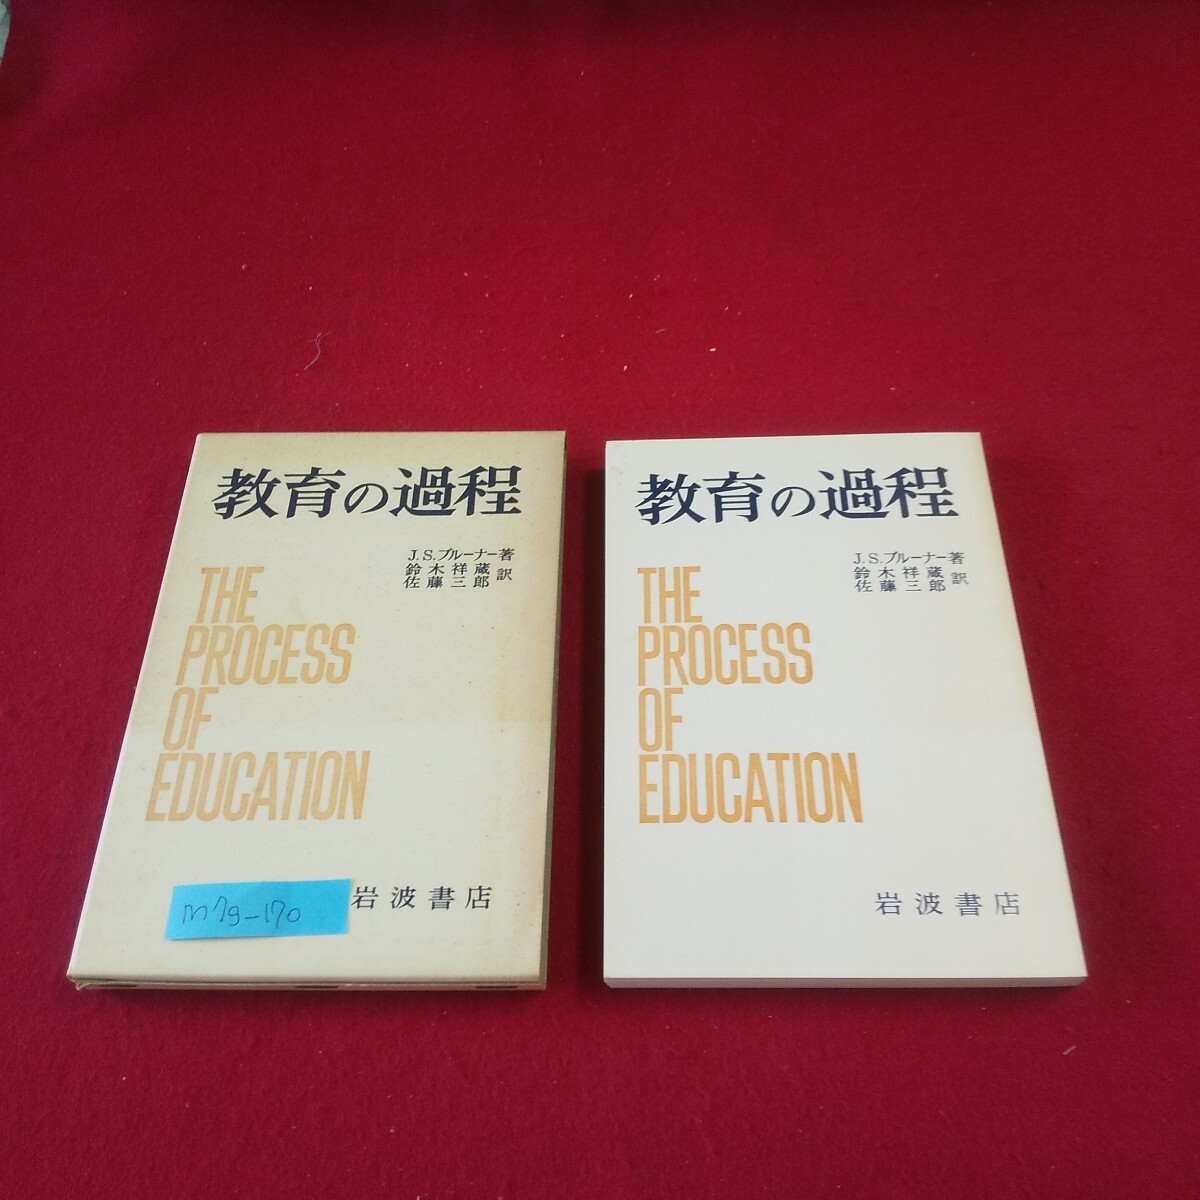 教育の過程
J.S.ブルーナー著
鈴木祥蔵
佐藤三郎
訳
THE
PROCESS
OF
EDUCATION
m79-170
岩波書店
教育の過程
J.S.ブルーナー著
鈴木祥蔵
佐藤三郎
訳
THE
PROCESS
OF
EDUCATION
岩波書店